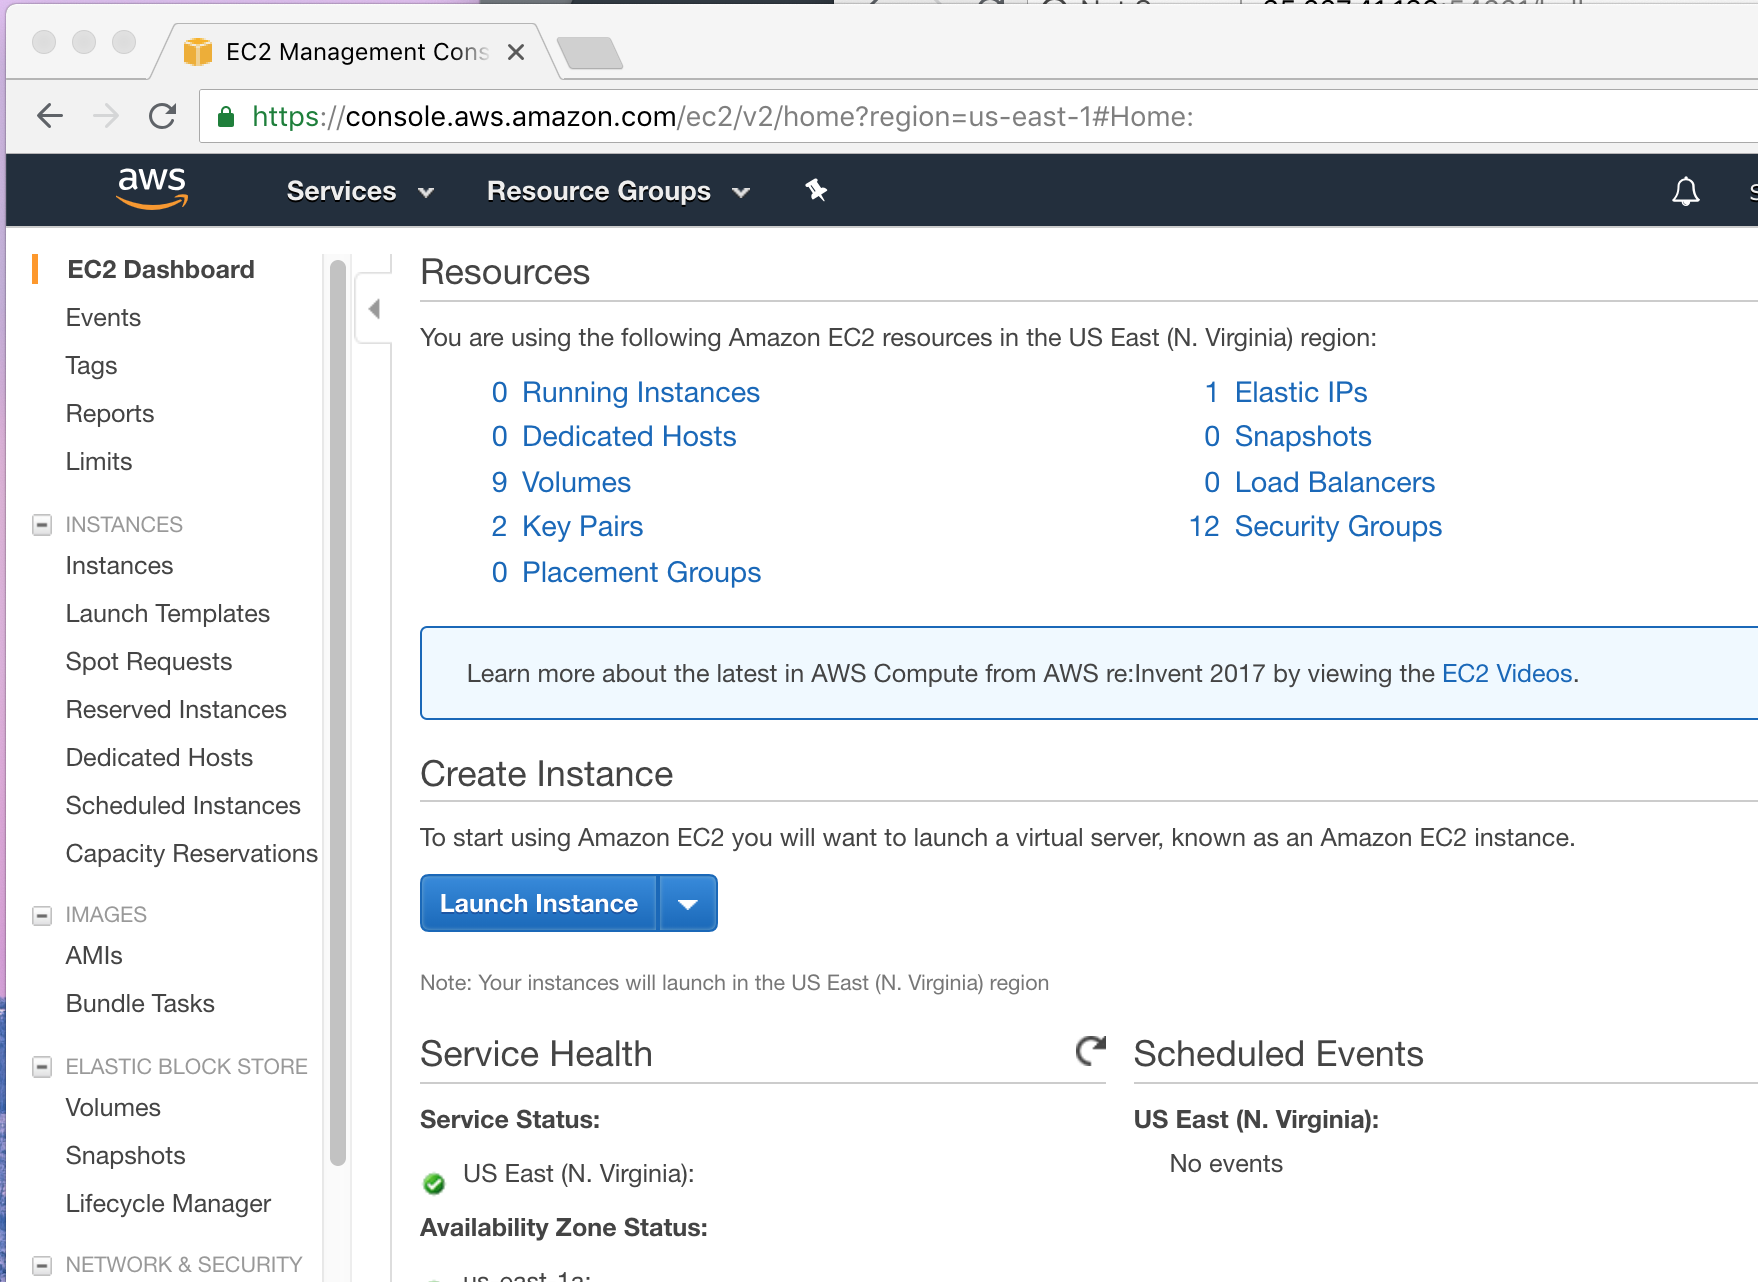 EC2 Management Cons
https://console.aws.amazon.com/ec2/v2/home?region=us-east-1#Home:
aws Services Resource Groups
EC2 Dashboard
Events
Tags
Reports
Limits
INSTANCES
Instances
Launch Templates
Spot Requests
Reserved Instances
Dedicated Hosts
Scheduled Instances
Capacity Reservations
IMAGES
AMIs
Bundle Tasks
ELASTIC BLOCK STORE
Volumes
Snapshots
Lifecycle Manager
NETWORK & SECURITY
Resources
You are using the following Amazon EC2 resources in the US East (N. Virginia) region:
0 Running Instances
0 Dedicated Hosts
9 Volumes
2 Key Pairs
0 Placement Groups
1 Elastic IPs
0 Snapshots
0 Load Balancers
12 Security Groups
Learn more about the latest in AWS Compute from AWS re:Invent 2017 by viewing the EC2 Videos.
Create Instance
To start using Amazon EC2 you will want to launch a virtual server, known as an Amazon EC2 instance.
Launch Instance
Note: Your instances will launch in the US East (N. Virginia) region
Service Health
Service Status:
US East (N. Virginia):
Availability Zone Status:
us-east-1a:
Scheduled Events
US East (N. Virginia):
No events